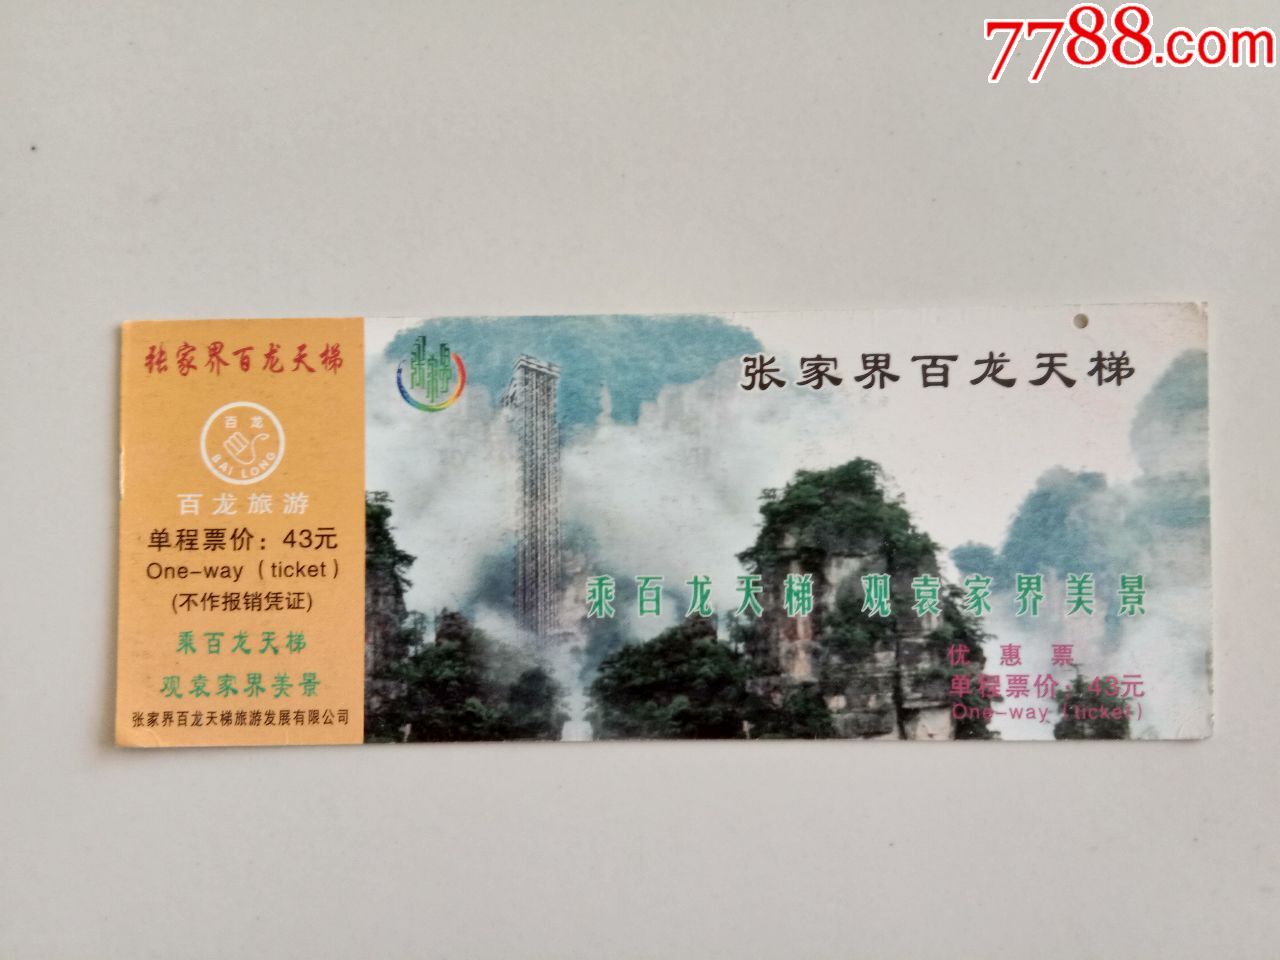 7788.com
张家界百龙天梯
百龙
BAI LONG
百龙旅游
单程票价：43元
One-way（ticket）
(不作报销凭证)
乘百龙天梯
观袁家界美景
张家界百龙天梯旅游发展有限公司
张家界
张家界百龙天梯
乘百龙天梯 观袁家界美景
优惠票
单程票价：43元
One-way（ticket）